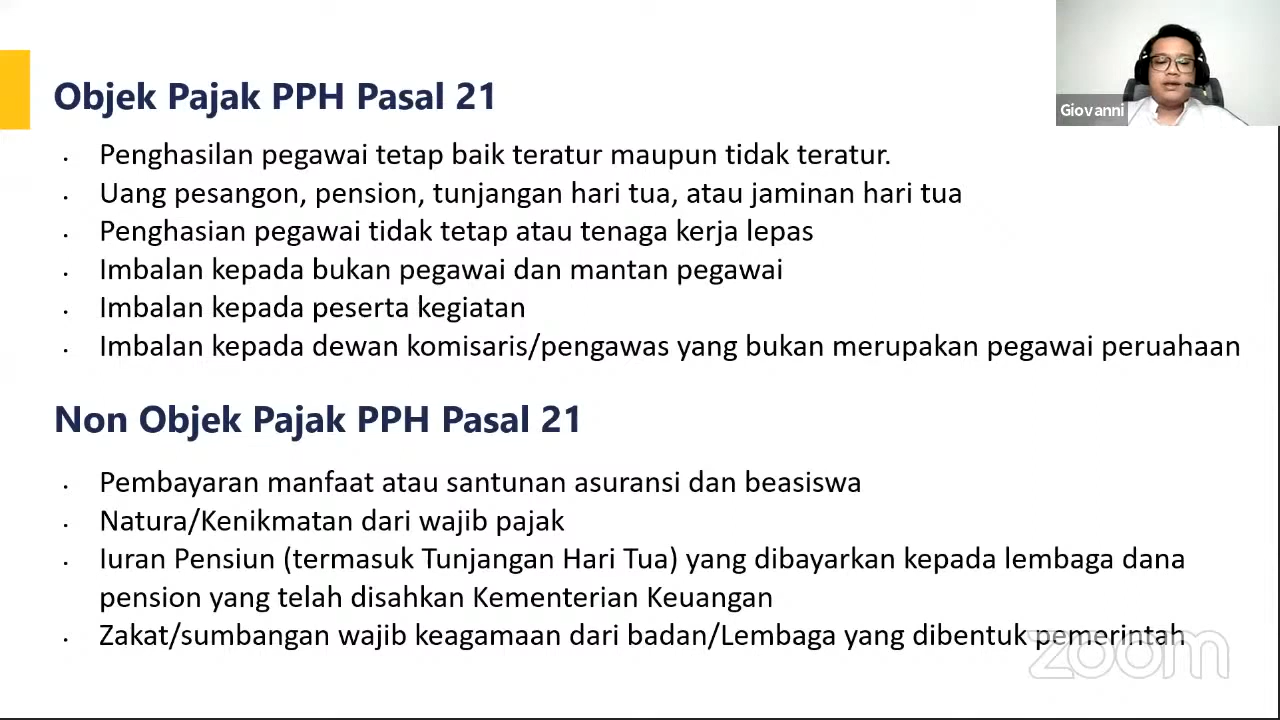 Objek Pajak PPH Pasal 21
Giovanni
• Penghasilan pegawai tetap baik teratur maupun tidak teratur.
• Uang pesangon, pension, tunjangan hari tua, atau jaminan hari tua
• Penghasian pegawai tidak tetap atau tenaga kerja lepas
• Imbalan kepada bukan pegawai dan mantan pegawai
• Imbalan kepada peserta kegiatan
• Imbalan kepada dewan komisaris/pengawas yang bukan merupakan pegawai peruahaan
Non Objek Pajak PPH Pasal 21
• Pembayaran manfaat atau santunan asuransi dan beasiswa
• Natura/Kenikmatan dari wajib pajak
• Iuran Pensiun (termasuk Tunjangan Hari Tua) yang dibayarkan kepada lembaga dana
pension yang telah disahkan Kementerian Keuangan
• Zakat/sumbangan wajib keagamaan dari badan/Lembaga yang dibentuk pemerintah
zoom